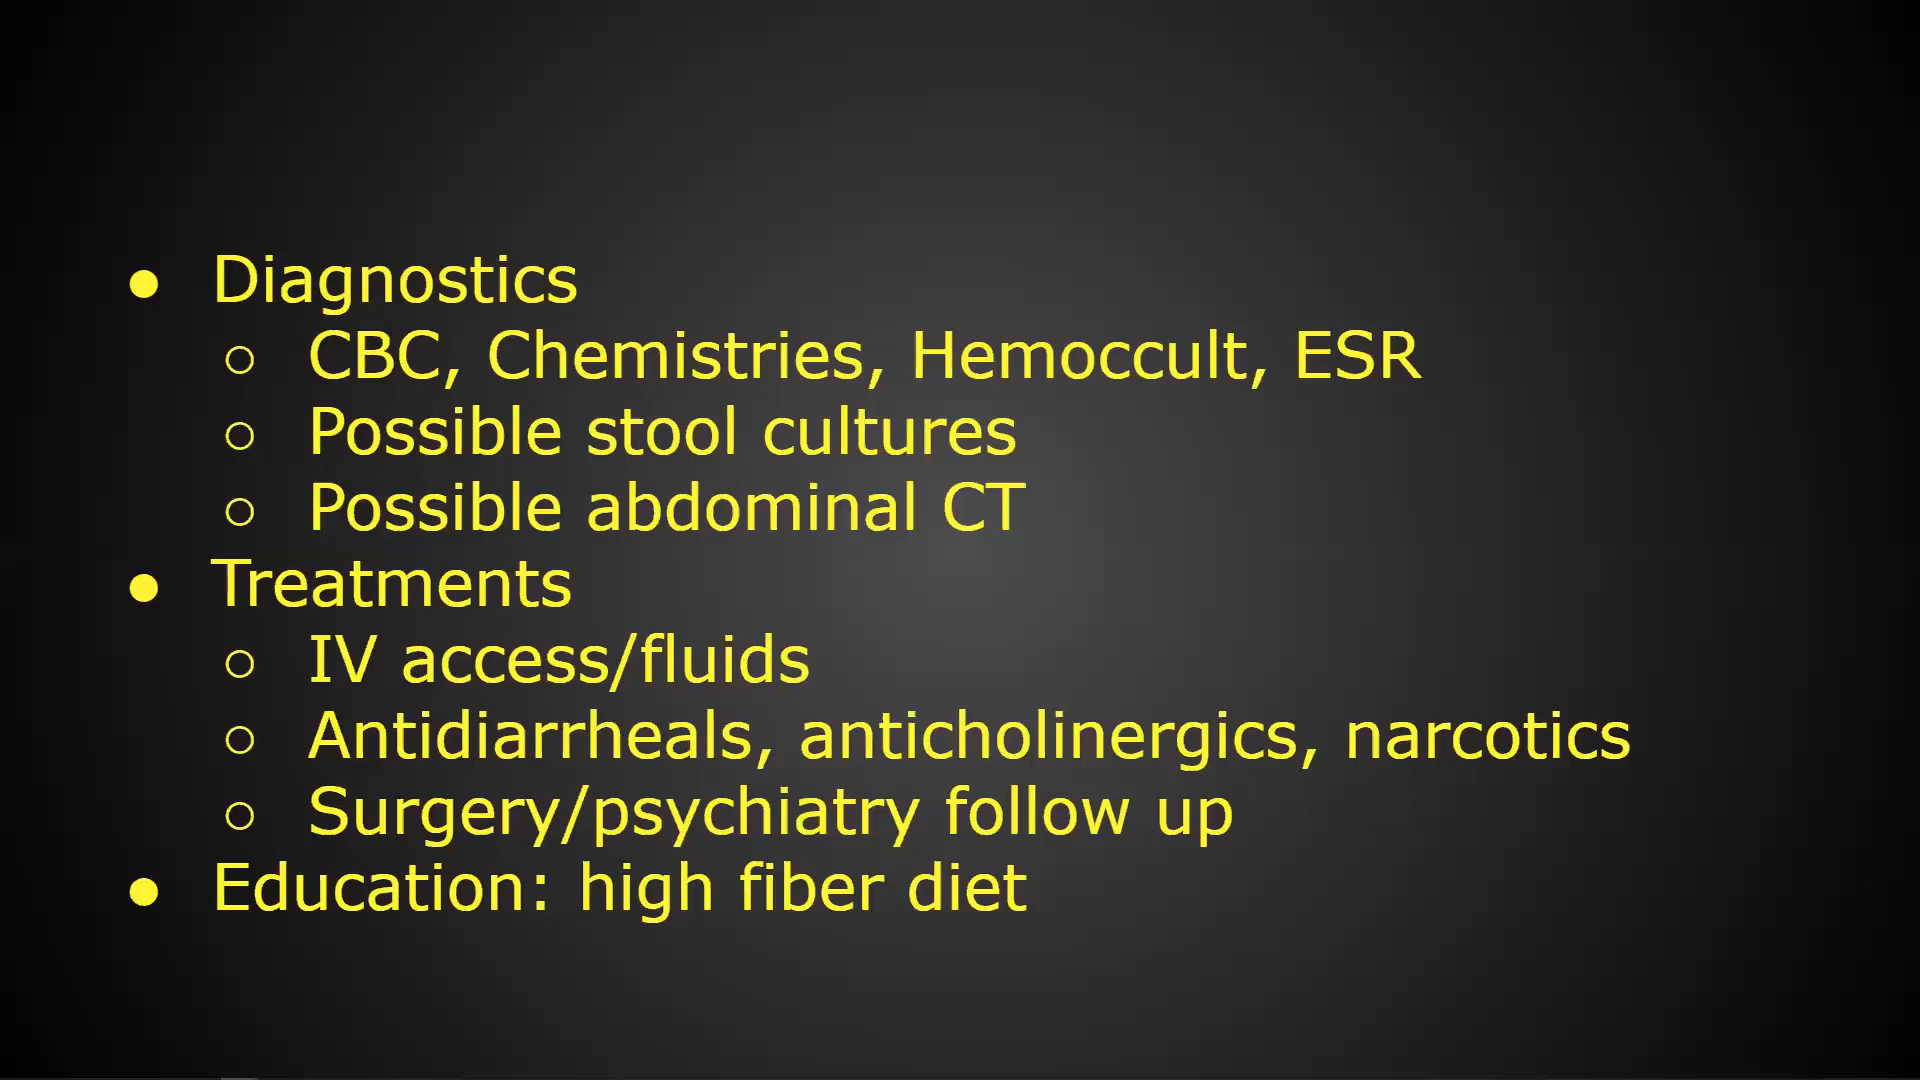 ● Diagnostics
○ CBC, Chemistries, Hemoccult, ESR
○ Possible stool cultures
○ Possible abdominal CT
● Treatments
○ IV access/fluids
○ Antidiarrheals, anticholinergics, narcotics
○ Surgery/psychiatry follow up
● Education: high fiber diet